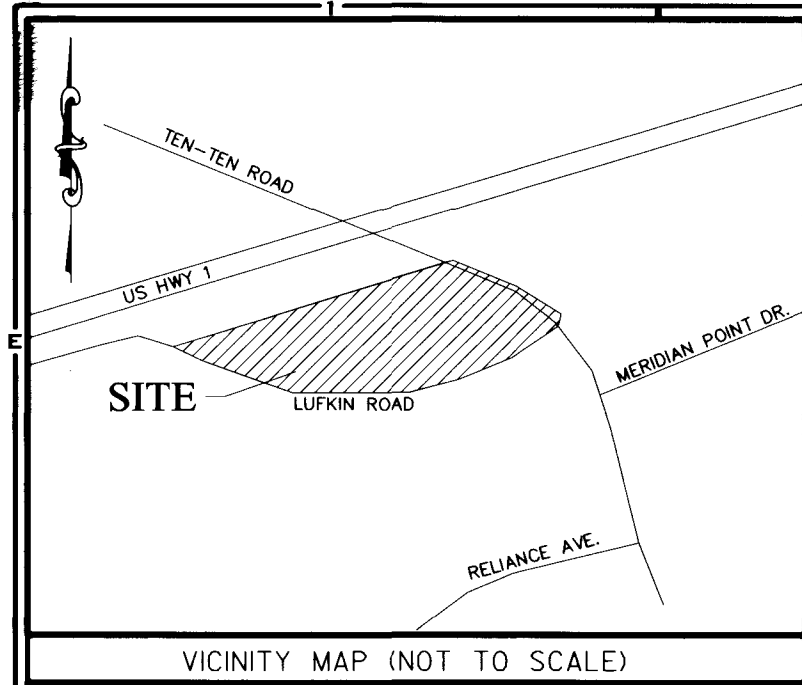 1
TEN-TEN ROAD
US HWY 1
E
MERIDIAN POINT DR.
SITE
LUFKIN ROAD
RELIANCE AVE.
VICINITY MAP (NOT TO SCALE)